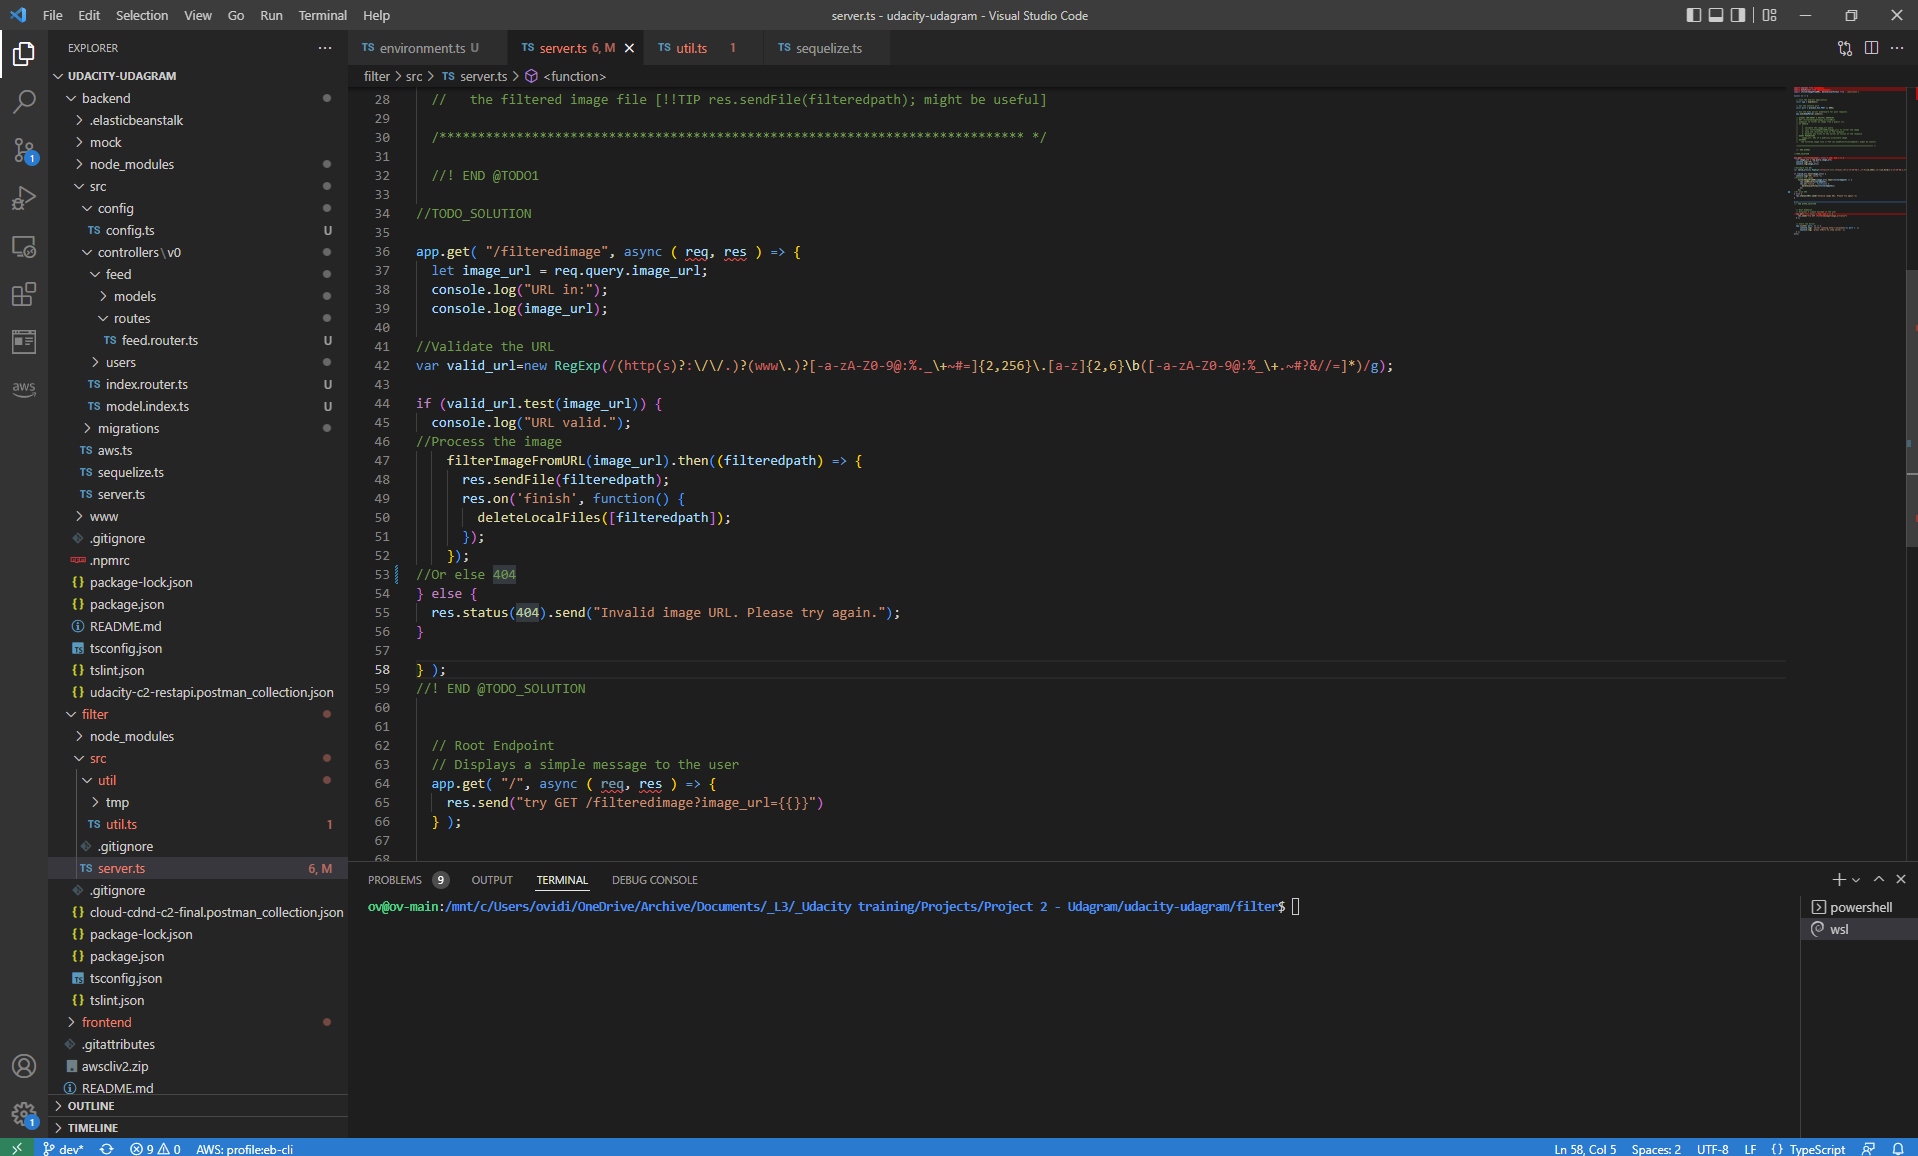 File Edit Selection View Go Run Terminal Help
server.ts - udacity-udagram - Visual Studio Code
EXPLORER
UDACITY-UDAGRAM
backend
.elasticbeanstalk
mock
node_modules
src
config
TS config.ts U
controllers\v0
feed
models
routes
TS feed.router.ts U
users
TS index.router.ts U
TS model.index.ts U
migrations
TS aws.ts
TS sequelize.ts
TS server.ts
www
.gitignore
.npmrc
{} package-lock.json
{} package.json
README.md
TS tsconfig.json
{} tslint.json
{} udacity-c2-restapi.postman_collection.json
filter
node_modules
src
util
tmp
TS util.ts 1
.gitignore
TS server.ts 6, M
.gitignore
{} cloud-cdnd-c2-final.postman_collection.json
{} package-lock.json
{} package.json
TS tsconfig.json
{} tslint.json
frontend
.gitattributes
awscliv2.zip
README.md
OUTLINE
TIMELINE
1
aws
1
TS environment.ts U
TS server.ts 6, M
TS util.ts 1
TS sequelize.ts
filter > src > TS server.ts > <function>
28 // the filtered image file [!!TIP res.sendFile(filteredpath); might be useful]
29
30 /**************************************************************************** */
31
32 //! END @TODO1
33
34 //TODO_SOLUTION
35
36 app.get( "/filteredimage", async ( req, res ) => {
37 let image_url = req.query.image_url;
38 console.log("URL in:");
39 console.log(image_url);
40
41 //Validate the URL
42 var valid_url=new RegExp(/(http(s)?:\/\/.)?(www\.)?[-a-zA-Z0-9@:%._\+~#=]{2,256}\.[a-z]{2,6}\b([-a-zA-Z0-9@:%_\+.~#?&//=]*)/g);
43
44 if (valid_url.test(image_url)) {
45 console.log("URL valid.");
46 //Process the image
47 filterImageFromURL(image_url).then((filteredpath) => {
48 res.sendFile(filteredpath);
49 res.on('finish', function() {
50 deleteLocalFiles([filteredpath]);
51 });
52 });
53 //Or else 404
54 } else {
55 res.status(404).send("Invalid image URL. Please try again.");
56 }
57
58 } );
59 //! END @TODO_SOLUTION
60
61
62 // Root Endpoint
63 // Displays a simple message to the user
64 app.get( "/", async ( req, res ) => {
65 res.send("try GET /filteredimage?image_url={{}}")
66 } );
67
68
PROBLEMS 9 OUTPUT TERMINAL DEBUG CONSOLE
ov@ov-main:/mnt/c/Users/ovidi/OneDrive/Archive/Documents/_L3/_Udacity training/Projects/Project 2 - Udagram/udacity-udagram/filter$
powershell
wsl
dev* 9 0 AWS: profile:eb-cli
Ln 58, Col 5 Spaces: 2 UTF-8 LF {} TypeScript